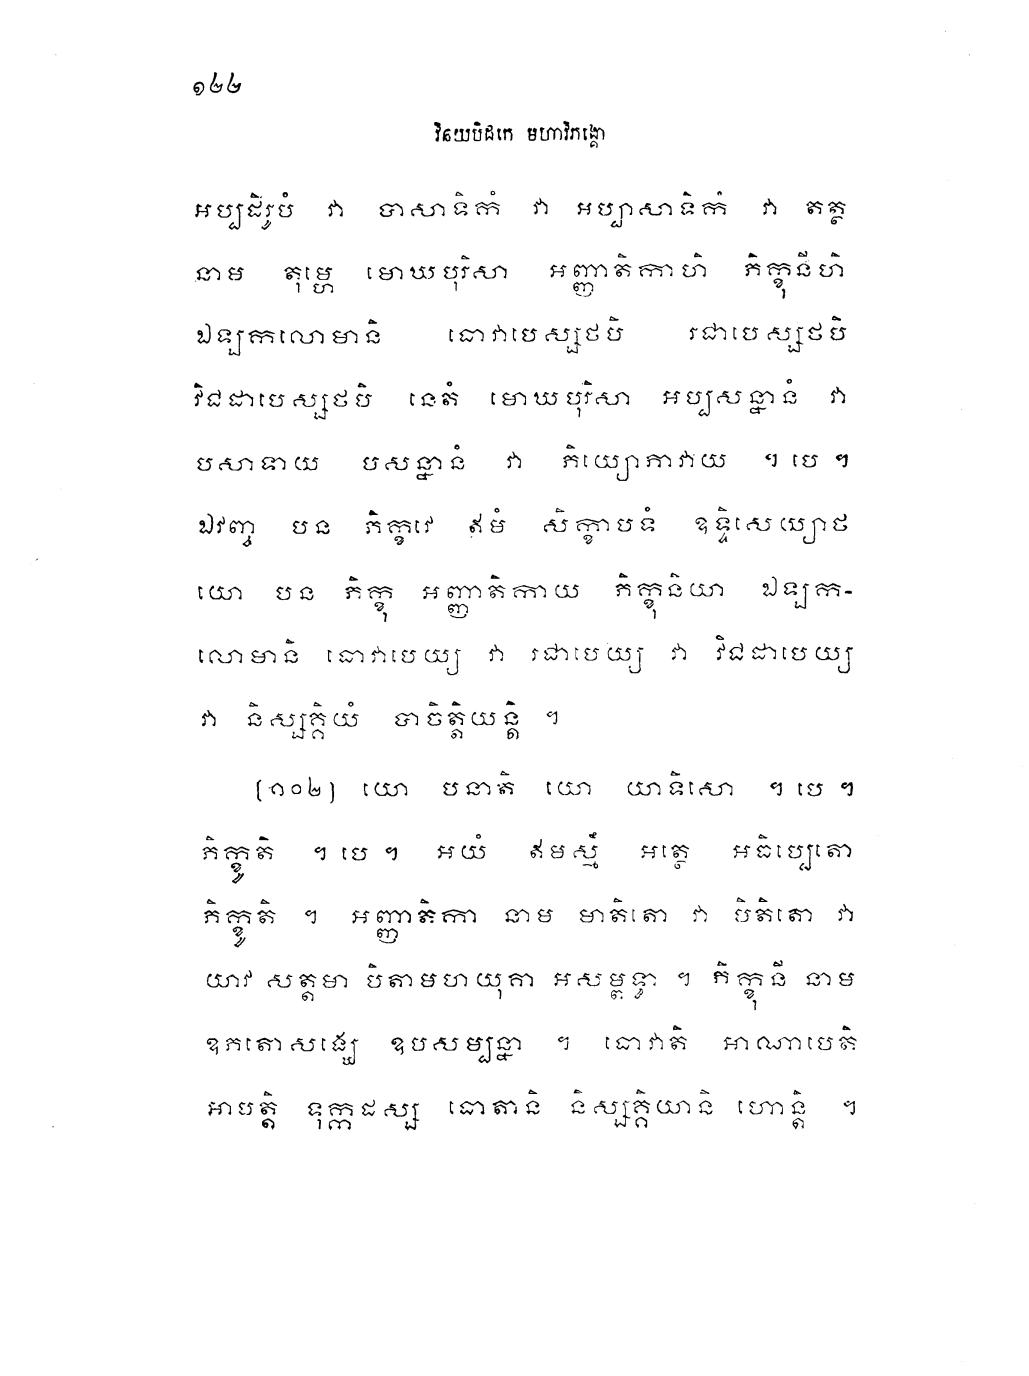 ១២២
វិនយបិដកេ មហាវិភង្គោ
អប្បដិរូបំ វា បាសាទិកំ វា អប្បាសាទិកំ វា តត្ថ
នាម តុម្ហេ មោឃបុរិសា អញ្ញាតិកាហិ ភិក្ខុនីហិ
ឯឡកលោមានិ ធោវាបេស្សថបិ រជាបេស្សថបិ
វិជដាបេស្សថបិ នេតំ មោឃបុរិសា អប្បសន្នានំ វា
បសាទាយ បសន្នានំ វា ភិយ្យោភាវាយ ។ បេ ។
ឯវញ្ច បន ភិក្ខវេ ឥមំ សិក្ខាបទំ ឧទ្ទិសេយ្យាថ
យោ បន ភិក្ខុ អញ្ញាតិកាយ ភិក្ខុនិយា ឯឡក-
លោមានិ ធោវាបេយ្យ វា រជាបេយ្យ វា វិជដាបេយ្យ
វា និស្សគ្គិយំ បាចិត្តិយន្តិ ។
[១០២] យោ បនាតិ យោ យាទិសោ ។ បេ ។
ភិក្ខូតិ ។ បេ ។ អយំ ឥមស្មឹ អត្ថេ អធិប្បេតោ
ភិក្ខូតិ ។ អញ្ញាតិកា នាម មាតិតោ វា បិតិតោ វា
យាវ សត្តមា បិតាមហយុគា អសម្ពទ្ធា ។ ភិក្ខុនី នាម
ឧភតោសង្ឃេ ឧបសម្បន្នា ។ ធោវាតិ អាណាបេតិ
អាបត្តិ ទុក្កដស្ស ធោតានិ និស្សគ្គិយានិ ហោន្តិ ។